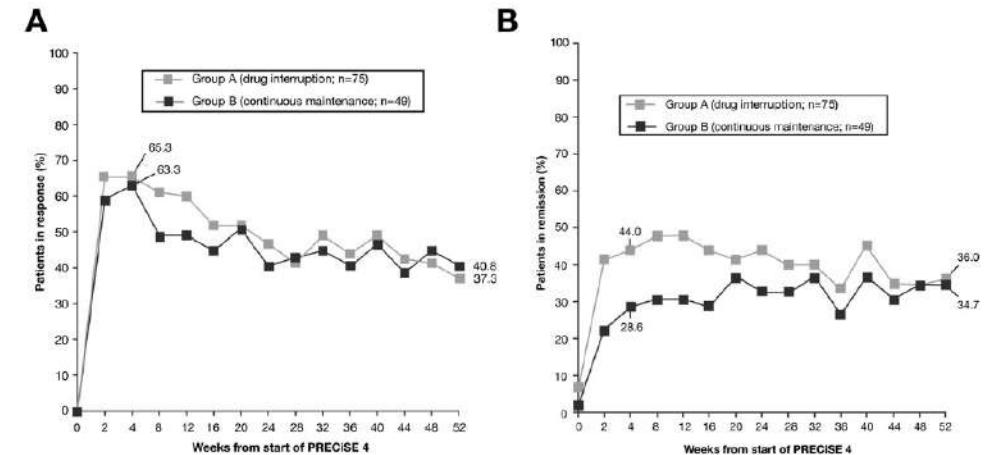 A
Patients in response (%)
100
90
80
70
60
50
40
30
20
10
0
Group A (drug interruption; n=75)
Group B (continuous maintenance; n=49)
65.3
63.3
40.8
37.3
0 2 4 8 12 16 20 24 28 32 36 40 44 48 52
Weeks from start of PRECiSE 4
B
Patients in remission (%)
100
90
80
70
60
50
40
30
20
10
0
Group A (drug interruption; n=75)
Group B (continuous maintenance; n=49)
44.0
28.6
36.0
34.7
0 2 4 8 12 16 20 24 28 32 36 40 44 48 52
Weeks from start of PRECiSE 4